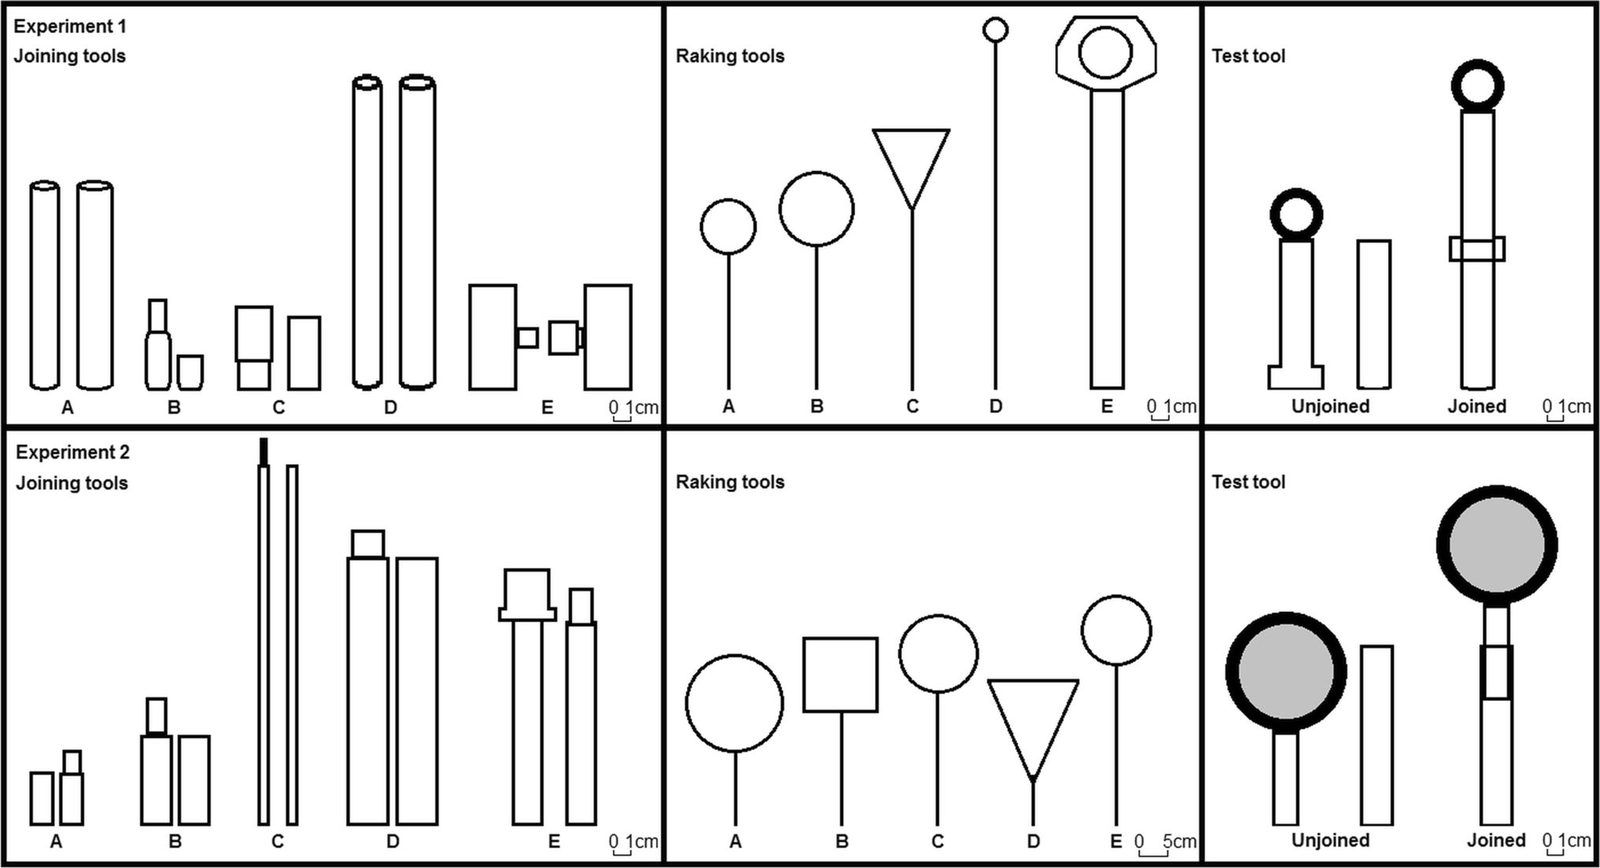 Experiment 1
Joining tools
A B C D E 0 1cm
Raking tools
A B C D E 0 1cm
Test tool
Unjoined Joined 0 1cm
Experiment 2
Joining tools
A B C D E 0 1cm
Raking tools
A B C D E 0 5cm
Test tool
Unjoined Joined 0 1cm